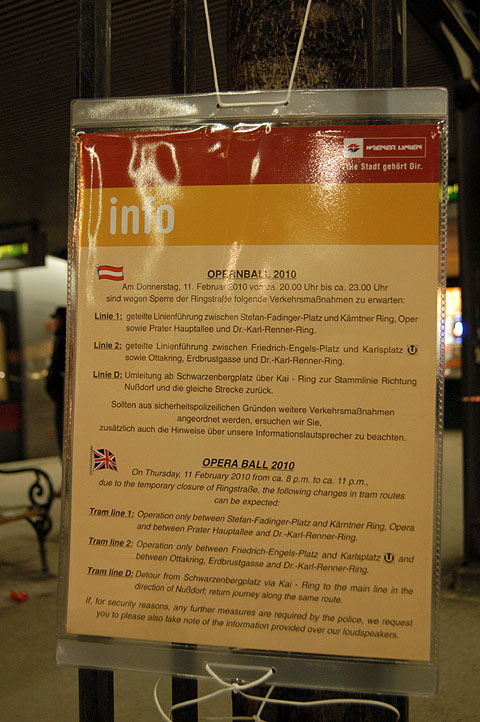 WIENER LINIEN
Die Stadt gehört Dir.
info
OPERNBALL 2010
Am Donnerstag, 11. Februar 2010 von ca. 20.00 Uhr bis ca. 23.00 Uhr
sind wegen Sperre der Ringstraße folgende Verkehrsmaßnahmen zu erwarten:
Linie 1: geteilte Linienführung zwischen Stefan-Fadinger-Platz und Kärntner Ring, Oper
sowie Prater Hauptallee und Dr.-Karl-Renner-Ring.
Linie 2: geteilte Linienführung zwischen Friedrich-Engels-Platz und Karlsplatz U
sowie Ottakring, Erdbrustgasse und Dr.-Karl-Renner-Ring.
Linie D: Umleitung ab Schwarzenbergplatz über Kai - Ring zur Stammlinie Richtung
Nußdorf und die gleiche Strecke zurück.
Sollten aus sicherheitspolizeilichen Gründen weitere Verkehrsmaßnahmen
angeordnet werden, ersuchen wir Sie,
zusätzlich auch die Hinweise über unsere Informationslautsprecher zu beachten.
OPERA BALL 2010
On Thursday, 11 February 2010 from ca. 8 p.m. to ca. 11 p.m.,
due to the temporary closure of Ringstraße, the following changes in tram routes
can be expected:
Tram line 1: Operation only between Stefan-Fadinger-Platz and Kärntner Ring, Opera
and between Prater Hauptallee and Dr.-Karl-Renner-Ring.
Tram line 2: Operation only between Friedrich-Engels-Platz and Karlsplatz U and
between Ottakring, Erdbrustgasse and Dr.-Karl-Renner-Ring.
Tram line D: Detour from Schwarzenbergplatz via Kai - Ring to the main line in the
direction of Nußdorf; return journey along the same route.
If, for security reasons, any further measures are required by the police, we request
you to please also take note of the information provided over our loudspeakers.